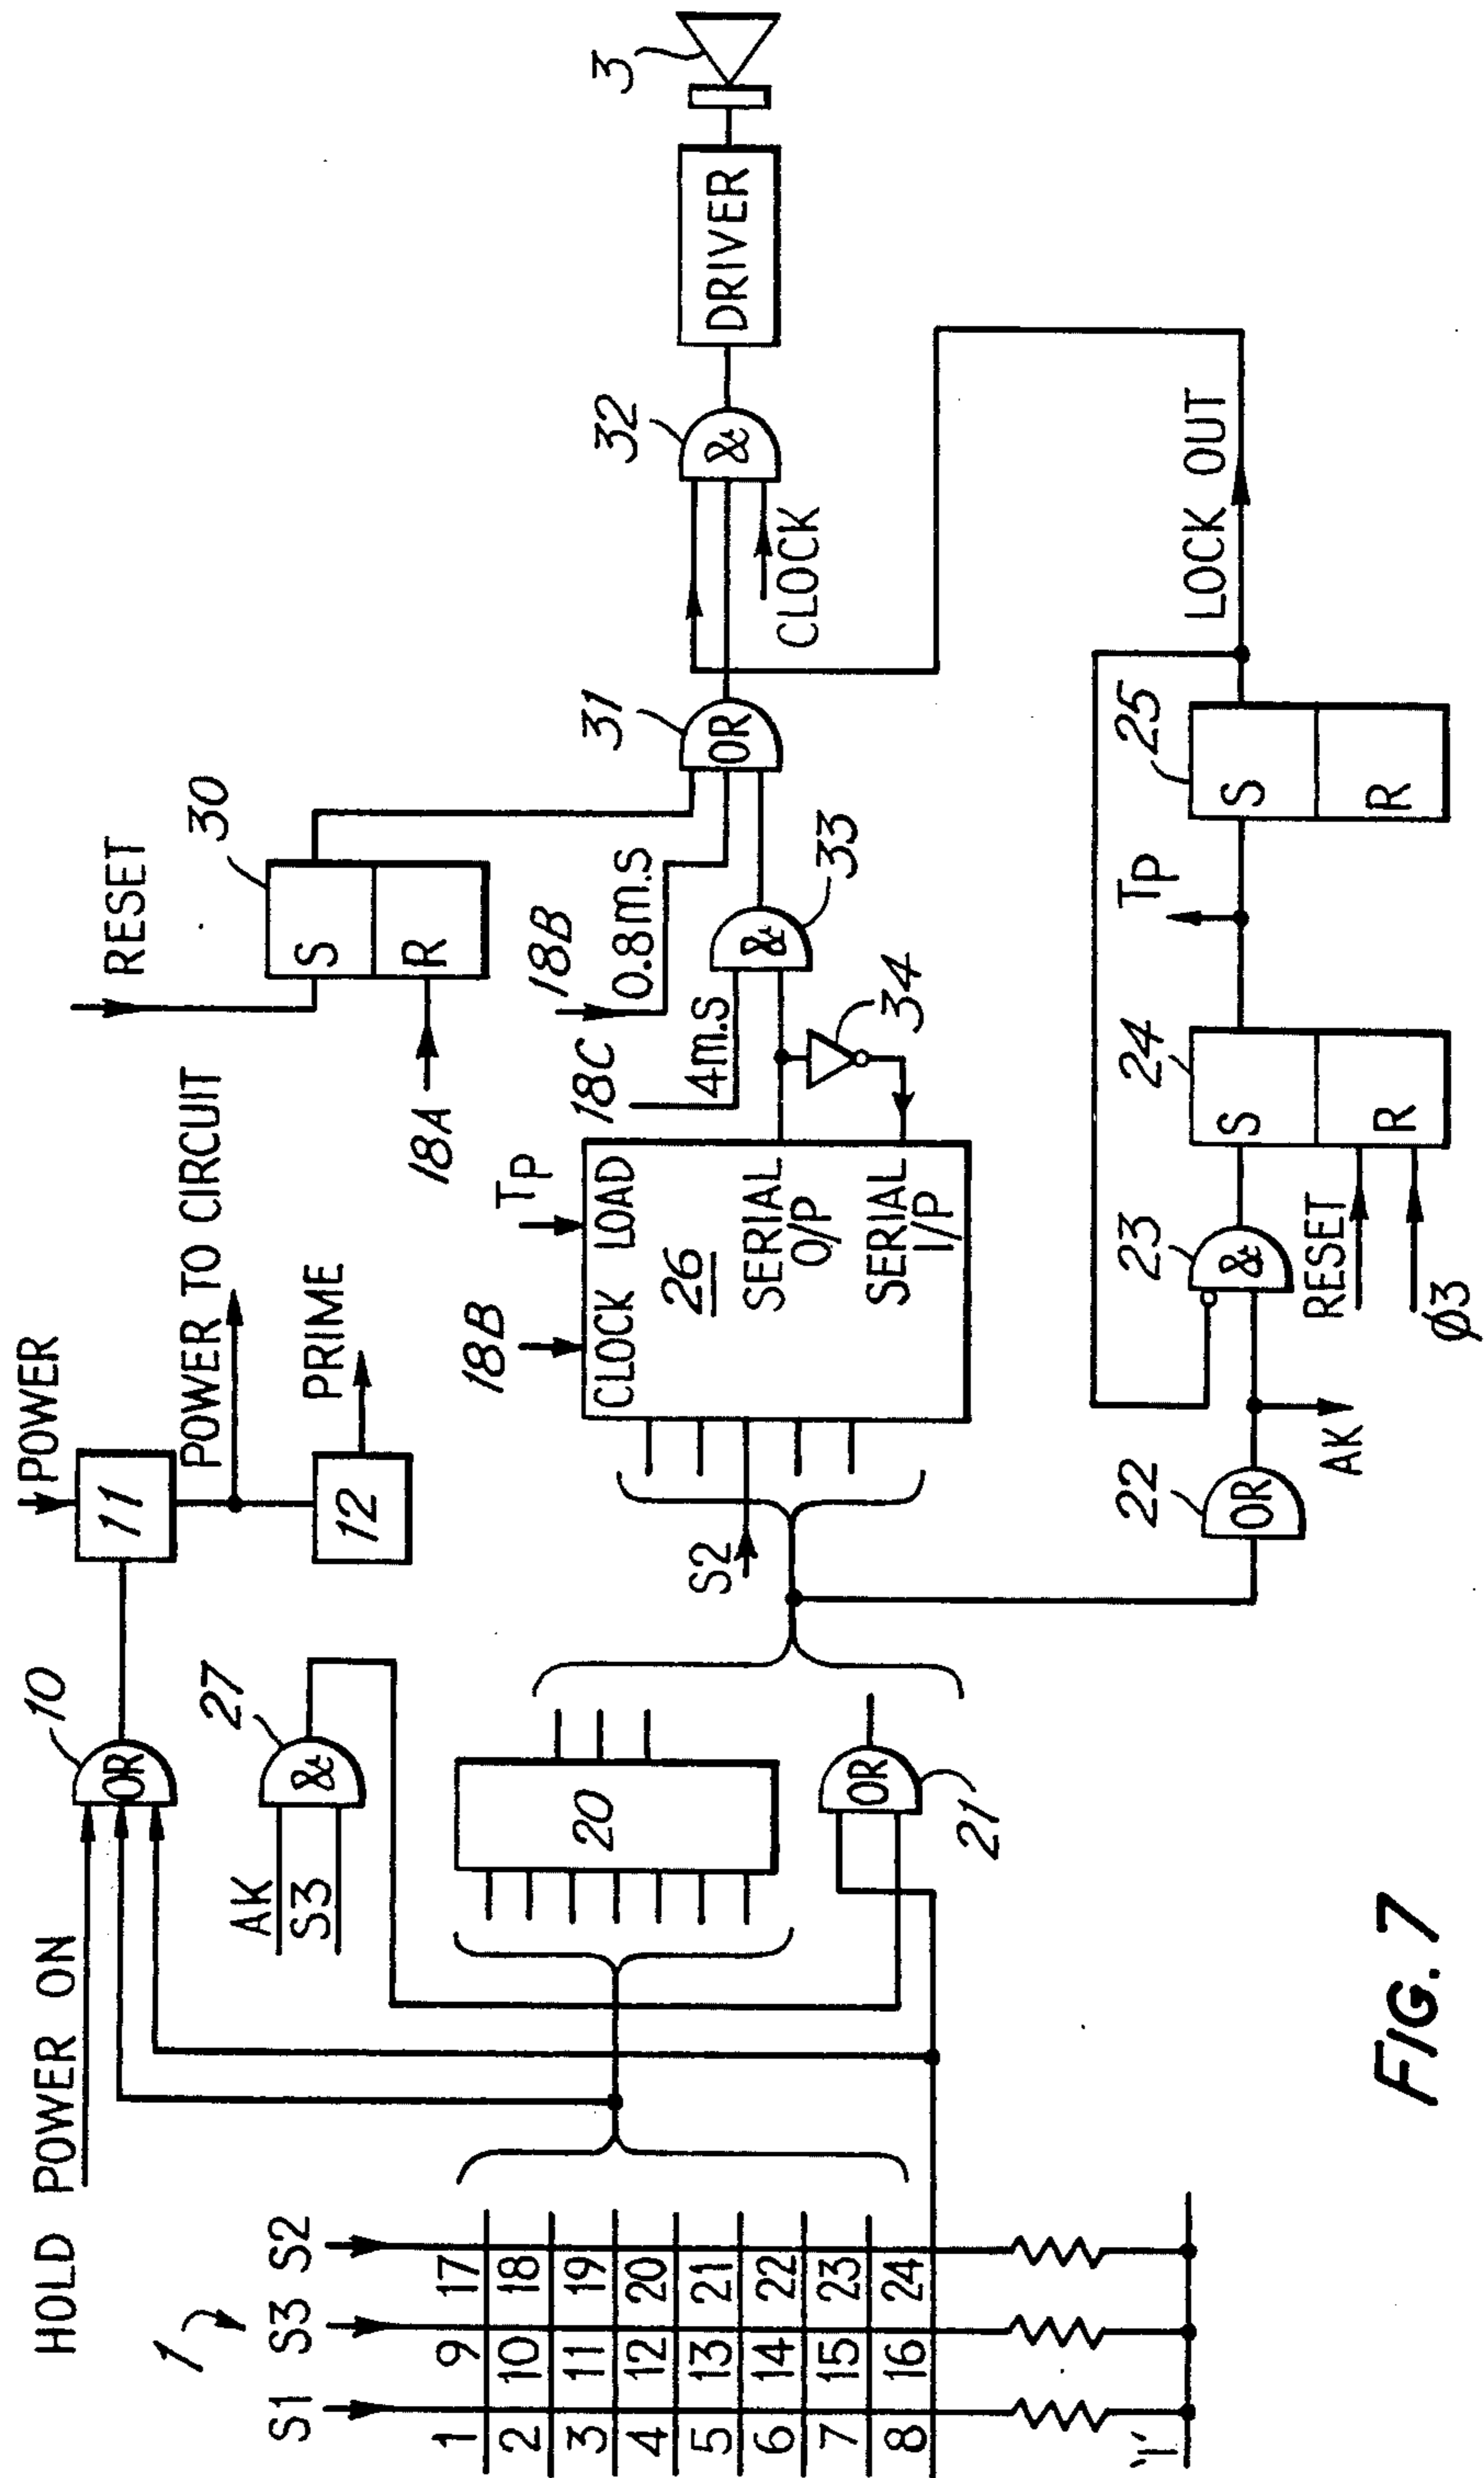 HOLD POWER ON
10
OR
POWER
11
POWER TO CIRCUIT
12
PRIME
27
AK
S3
&
RESET
30
S
R
18A
1
S1 S3 S2
1 9 17
2 10 18
3 11 19
4 12 20
5 13 21
6 14 22
7 15 23
8 16 24
'1'
20
OR
21
S2
18B
Tp
CLOCK LOAD
26
SERIAL O/P
SERIAL I/P
18C
4m.S
18B
0.8m.S
&
33
34
31
OR
32
&
CLOCK
DRIVER
3
22
OR
AK
23
&
RESET
Ø3
24
S
R
Tp
25
S
R
LOCK OUT
FIG. 7